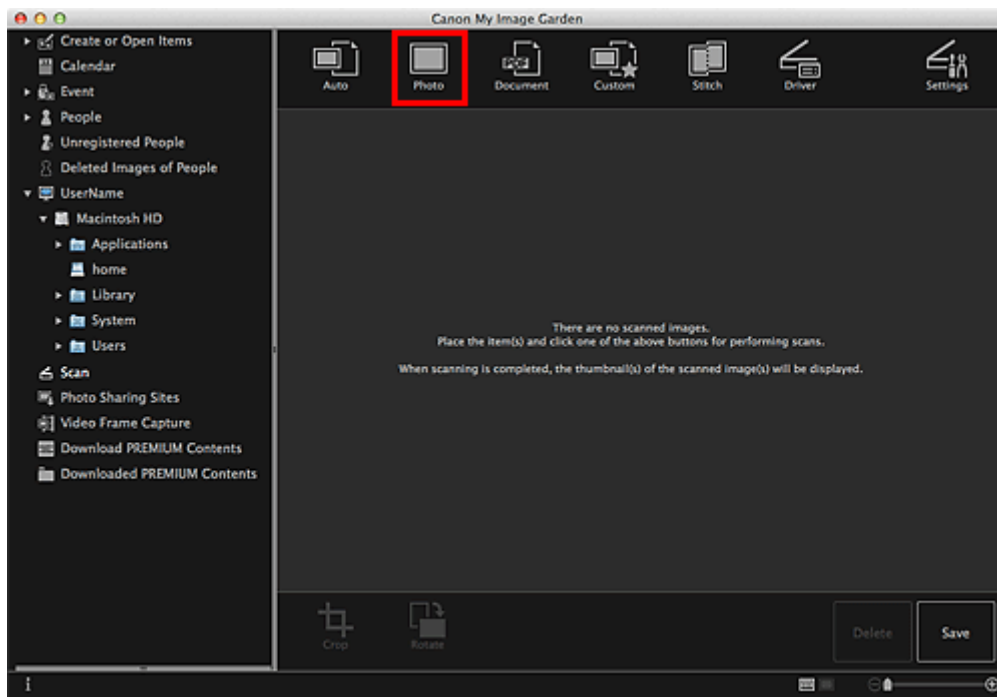 Canon My Image Garden
Create or Open Items
Calendar
Event
People
Unregistered People
Deleted Images of People
UserName
Macintosh HD
Applications
home
Library
System
Users
Scan
Photo Sharing Sites
Video Frame Capture
Download PREMIUM Contents
Downloaded PREMIUM Contents
Auto
Photo
PDF
Document
Custom
Stitch
Driver
Settings
There are no scanned images.
Place the item(s) and click one of the above buttons for performing scans.
When scanning is completed, the thumbnail(s) of the scanned image(s) will be displayed.
Crop
Rotate
Delete
Save